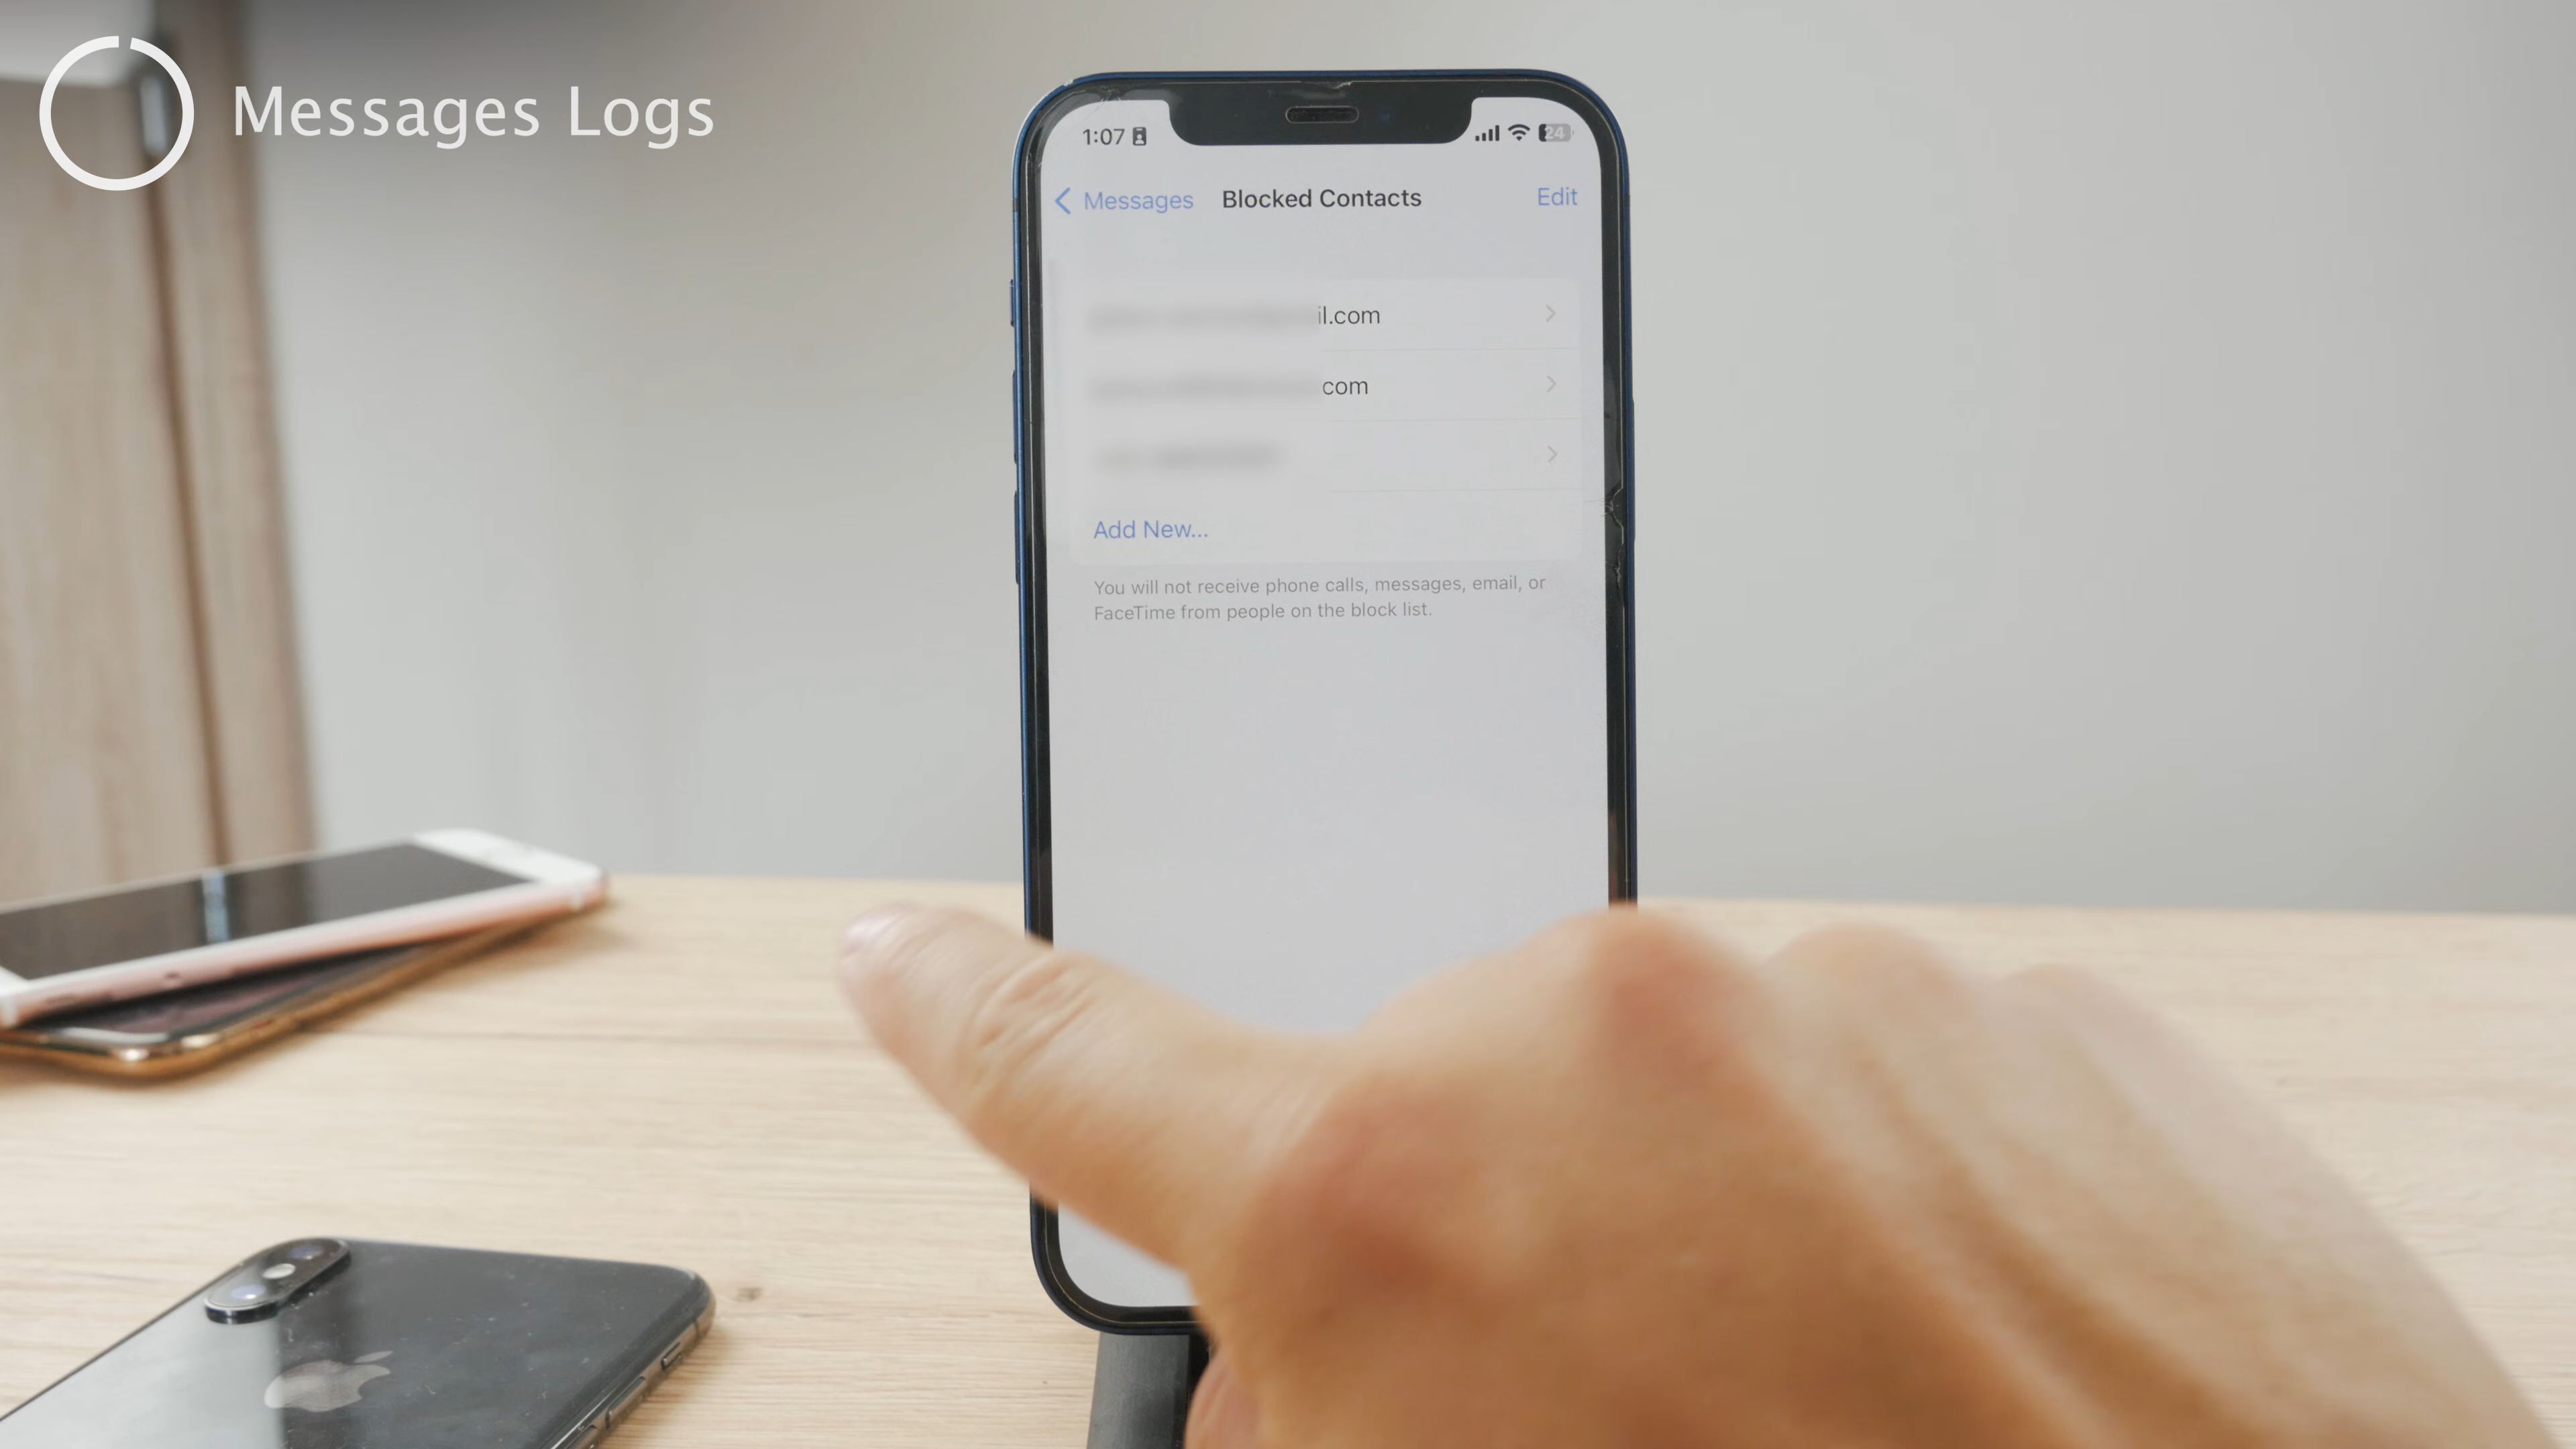 Messages Logs
1:07
24
Messages
Blocked Contacts
Edit
il.com
com
Add New...
You will not receive phone calls, messages, email, or
FaceTime from people on the block list.